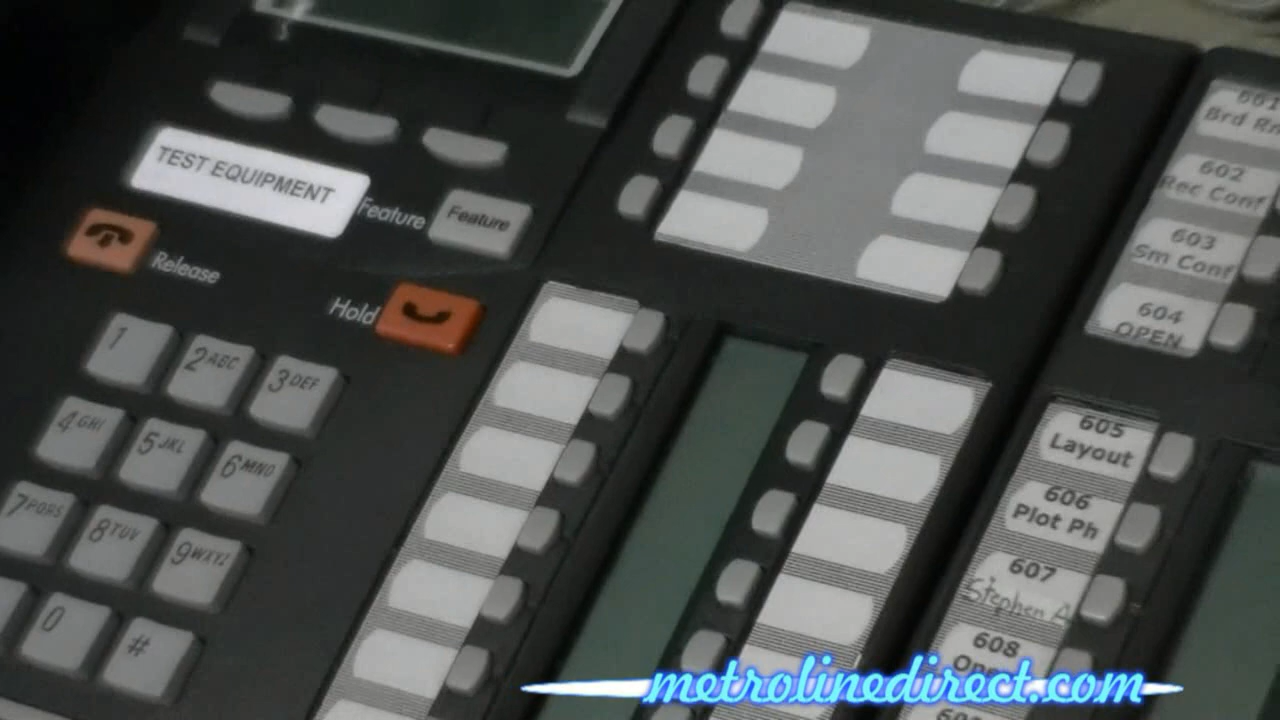 TEST EQUIPMENT
Feature
Feature
Release
Hold
1
2ABC
3DEF
4GHI
5JKL
6MNO
7PQRS
8TUV
9WXYZ
0
#
601
Brd Rm
602
Rec Conf
603
Sm Conf
604
OPEN
605
Layout
606
Plot Ph
607
Stephen A
608
metrolinedirect.com